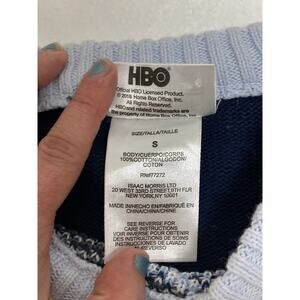 HBO
Official HBO Licensed Product.
© 2018 Home Box Office, Inc.
All Rights Reserved.
HBO and related trademarks are
the property of Home Box Office, Inc.
SIZE/TALLA/TAILLE
S
BODY/CUERPO/CORPS
100%COTTON/ALGODON/
COTON
RN#77272
ISAAC MORRIS LTD
20 WEST 33RD STREET 9TH FLR
NEW YORK,NY 10001
MADE IN/HECHO EN/FABRIQUÉ EN
CHINA/CHINA/CHINE
SEE REVERSE FOR
CARE INSTRUCTIONS
VOIR REVERS POUR
DES INSTRUCTIONS DE SOINS
INSTRUCCIONES DE LAVADO
AL REVERSO